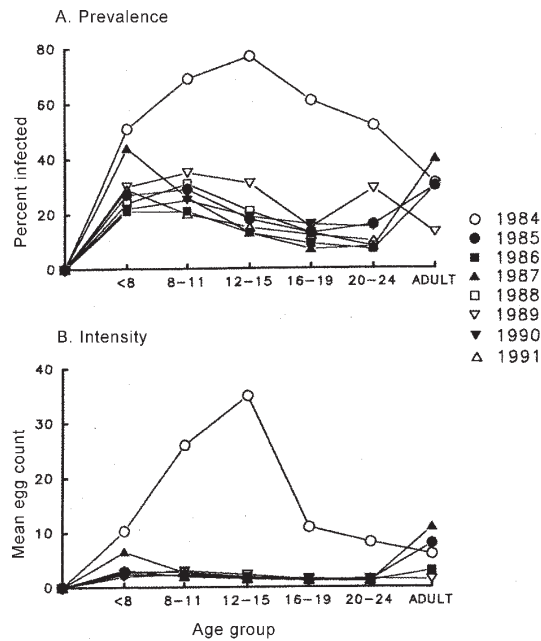 A. Prevalence
80
60
40
20
0
Percent infected
<8 8-11 12-15 16-19 20-24 ADULT
1984
1985
1986
1987
1988
1989
1990
1991
B. Intensity
40
30
20
10
0
Mean egg count
<8 8-11 12-15 16-19 20-24 ADULT
Age group